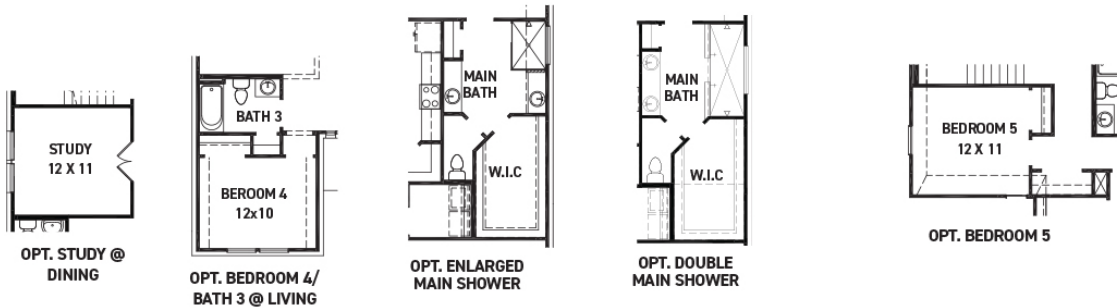 STUDY
12 X 11
OPT. STUDY @
DINING
BATH 3
BEROOM 4
12x10
OPT. BEDROOM 4/
BATH 3 @ LIVING
MAIN
BATH
W.I.C
OPT. ENLARGED
MAIN SHOWER
MAIN
BATH
W.I.C
OPT. DOUBLE
MAIN SHOWER
BEDROOM 5
12 X 11
OPT. BEDROOM 5